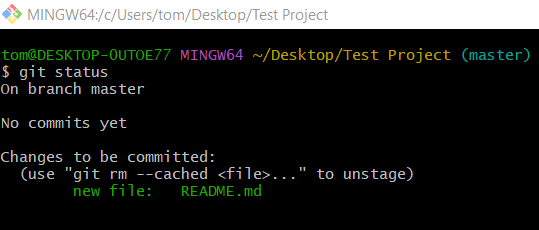 MINGW64:/c/Users/tom/Desktop/Test Project
tom@DESKTOP-OUTOE77 MINGW64 ~/Desktop/Test Project (master)
$ git status
On branch master
No commits yet
Changes to be committed:
(use "git rm --cached <file>..." to unstage)
new file:   README.md